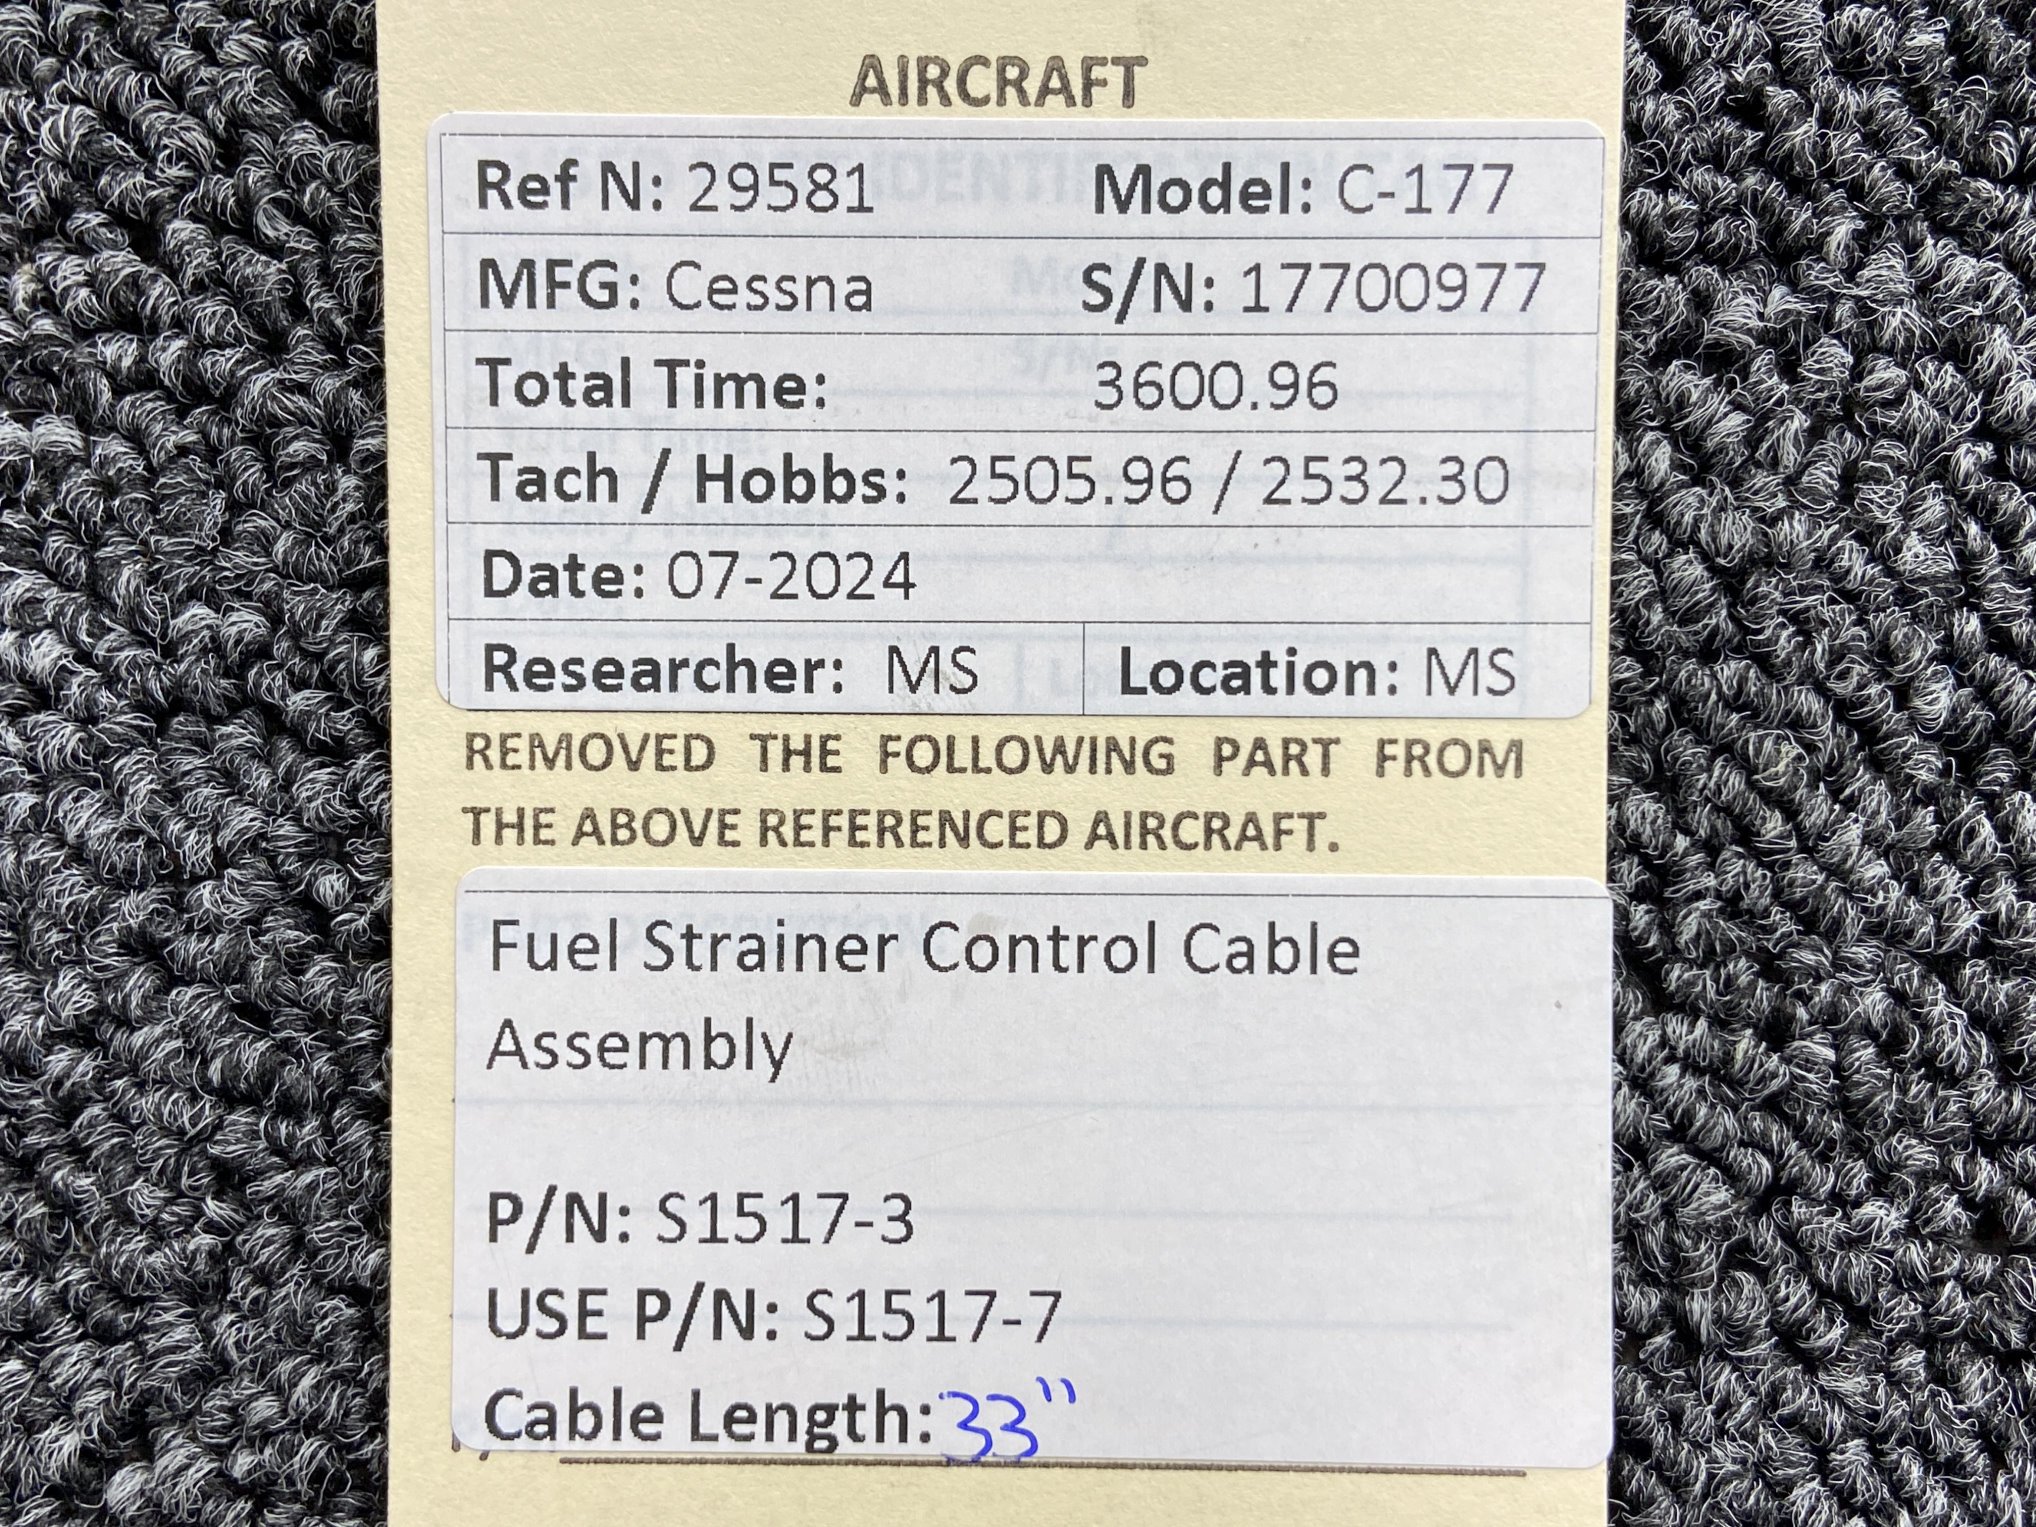 AIRCRAFT
Ref N: 29581 Model: C-177
MFG: Cessna S/N: 17700977
Total Time: 3600.96
Tach / Hobbs: 2505.96 / 2532.30
Date: 07-2024
Researcher: MS Location: MS
REMOVED THE FOLLOWING PART FROM
THE ABOVE REFERENCED AIRCRAFT.
Fuel Strainer Control Cable
Assembly
P/N: S1517-3
USE P/N: S1517-7
Cable Length: 33"